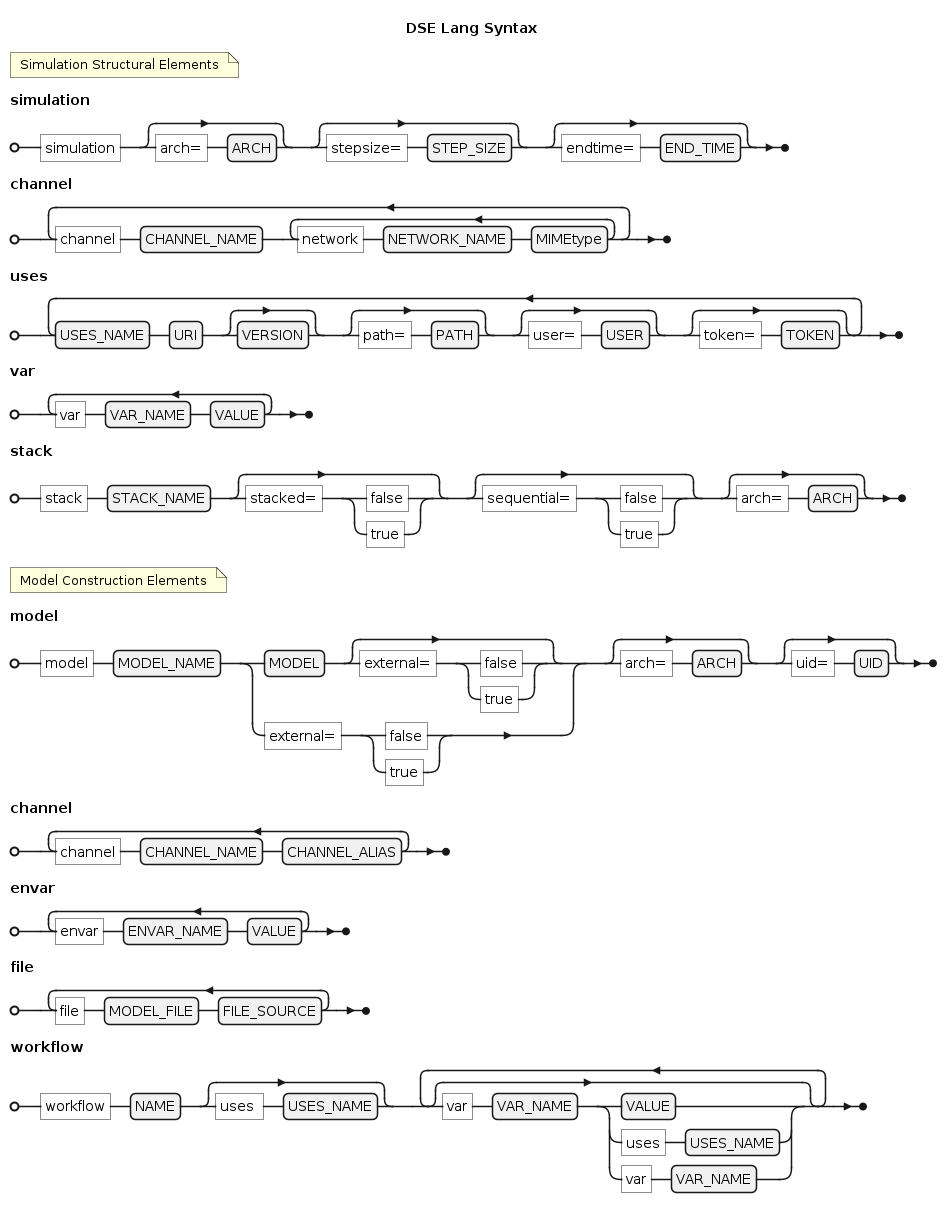 DSE Lang Syntax
Simulation Structural Elements
simulation
simulation arch= ARCH stepsize= STEP_SIZE endtime= END_TIME
channel
channel CHANNEL_NAME network NETWORK_NAME MIMEtype
uses
USES_NAME URI VERSION path= PATH user= USER token= TOKEN
var
var VAR_NAME VALUE
stack
stack STACK_NAME stacked= false sequential= false arch= ARCH
true true
Model Construction Elements
model
model MODEL_NAME MODEL external= false arch= ARCH uid= UID
true
external= false
true
channel
channel CHANNEL_NAME CHANNEL_ALIAS
envar
envar ENVAR_NAME VALUE
file
file MODEL_FILE FILE_SOURCE
workflow
workflow NAME uses USES_NAME var VAR_NAME VALUE
uses USES_NAME
var VAR_NAME